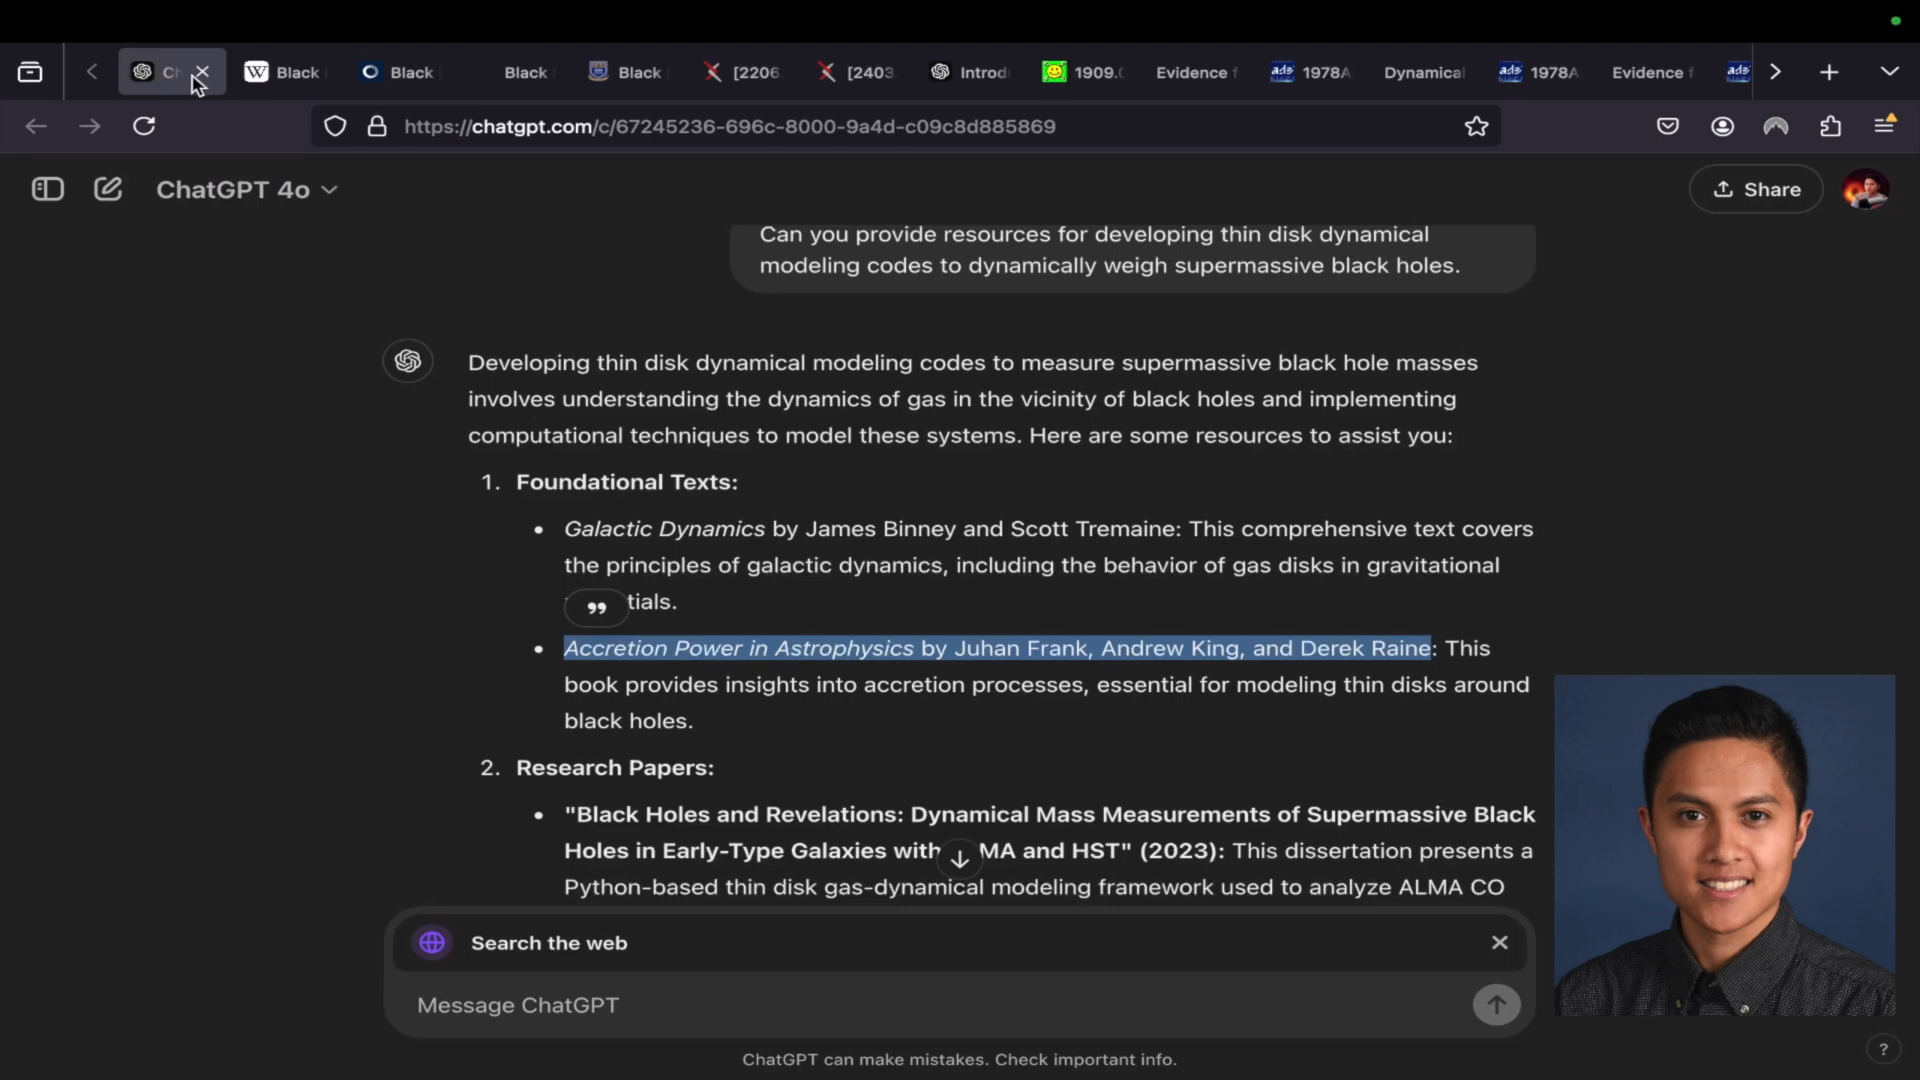 Ch
Black
Black
Black
Black
[2206
[2403.
Introd
1909.0
Evidence f
ads 1978A
Dynamical
ads 1978A
Evidence f
ads
https://chatgpt.com/c/67245236-696c-8000-9a4d-c09c8d885869
ChatGPT 4o
Share
Can you provide resources for developing thin disk dynamical
modeling codes to dynamically weigh supermassive black holes.
Developing thin disk dynamical modeling codes to measure supermassive black hole masses
involves understanding the dynamics of gas in the vicinity of black holes and implementing
computational techniques to model these systems. Here are some resources to assist you:
1. Foundational Texts:
• Galactic Dynamics by James Binney and Scott Tremaine: This comprehensive text covers
the principles of galactic dynamics, including the behavior of gas disks in gravitational
tials.
• Accretion Power in Astrophysics by Juhan Frank, Andrew King, and Derek Raine: This
book provides insights into accretion processes, essential for modeling thin disks around
black holes.
2. Research Papers:
• "Black Holes and Revelations: Dynamical Mass Measurements of Supermassive Black
Holes in Early-Type Galaxies with MA and HST" (2023): This dissertation presents a
Python-based thin disk gas-dynamical modeling framework used to analyze ALMA CO
Search the web
Message ChatGPT
ChatGPT can make mistakes. Check important info.
?